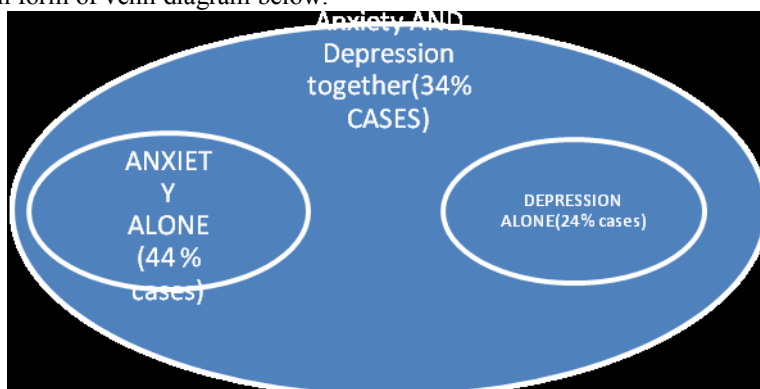 form of venn diagram below.
Anxiety AND
Depression
together(34%
CASES)
ANXIET
Y
ALONE
(44%
cases)
DEPRESSION
ALONE(24% cases)